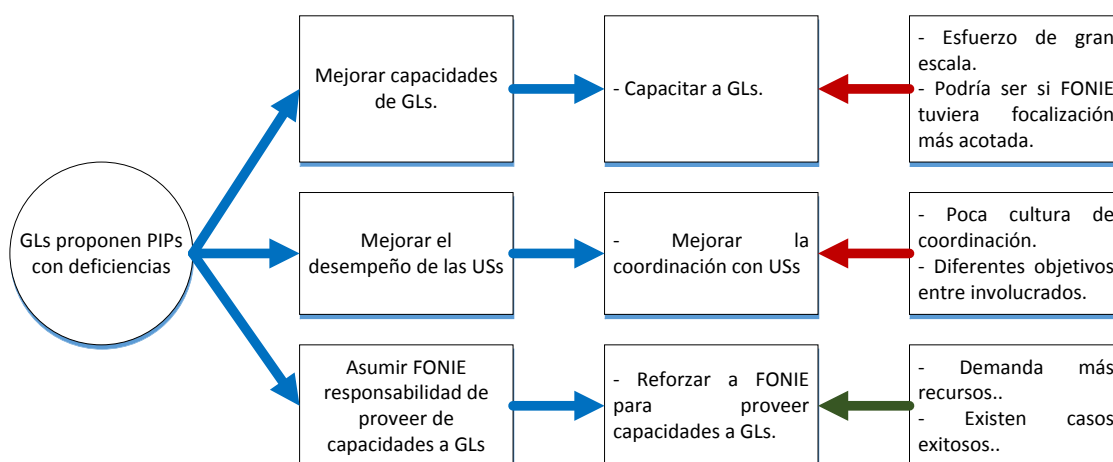 GLs proponen PIPs
con deficiencias
Mejorar capacidades
de GLs.
- Capacitar a GLs.
- Esfuerzo de gran
escala.
- Podría ser si FONIE
tuviera focalización
más acotada.
Mejorar el
desempeño de las USs
- Mejorar la
coordinación con USs
- Poca cultura de
coordinación.
- Diferentes objetivos
entre involucrados.
Asumir FONIE
responsabilidad de
proveer de
capacidades a GLs
- Reforzar a FONIE
para proveer
capacidades a GLs.
- Demanda más
recursos..
- Existen casos
exitosos..